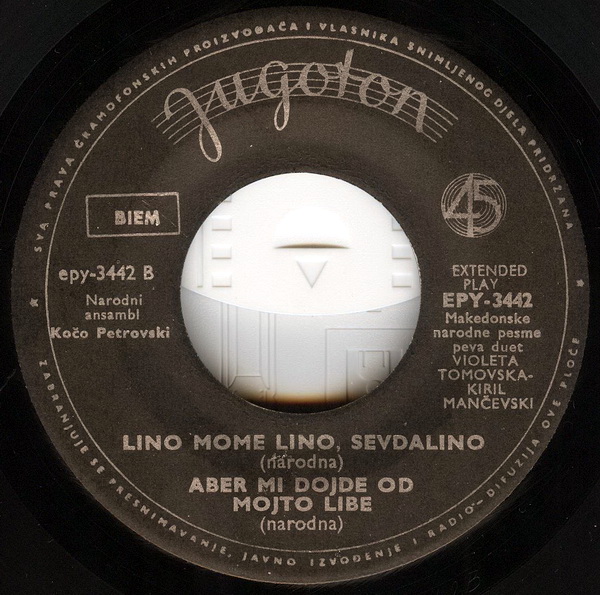 SVA PRAVA GRAMOFONSKIH PROIZVOĐAČA I VLASNIKA SNIMLJENOG DJELA PRIDRŽANA
Jugoton
BIEM
45
epy-3442 B
Narodni
ansambl
Kočo Petrovski
EXTENDED
PLAY
EPY-3442
Makedonske
narodne pesme
peva duet
VIOLETA
TOMOVSKA-
KIRIL
MANČEVSKI
LINO MOME LINO, SEVDALINO
(narodna)
ABER MI DOJDE OD
MOJTO LIBE
(narodna)
ZABRANJUJE SE PRESNIMAVANJE, JAVNO IZVOĐENJE I RADIO-DIFUZIJA OVE PLOČE